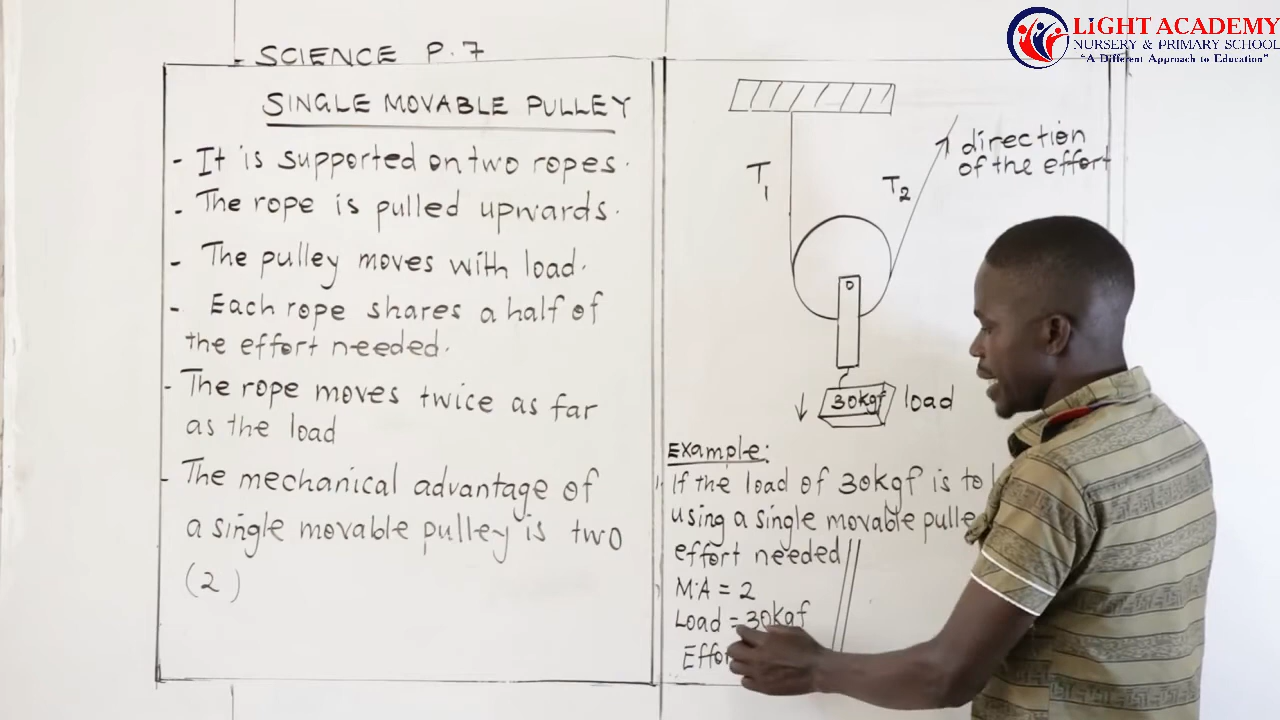 LIGHT ACADEMY
NURSERY & PRIMARY SCHOOL
"A Different Approach to Education"
- SCIENCE P.7
SINGLE MOVABLE PULLEY
- It is supported on two ropes.
- The rope is pulled upwards.
- The pulley moves with load.
- Each rope shares a half of
the effort needed.
- The rope moves twice as far
as the load
- The mechanical advantage of
a single movable pulley is two
(2)
T1
T2
direction
of the effort
30kgf
load
Example:
If the load of 30kgf is to
using a single movable
effort needed
M.A = 2
Load = 30kgf